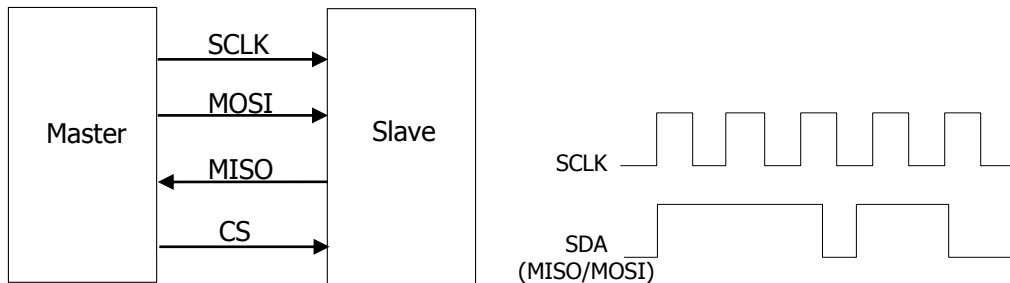 Master
SCLK
MOSI
MISO
CS
Slave
SCLK
SDA
(MISO/MOSI)